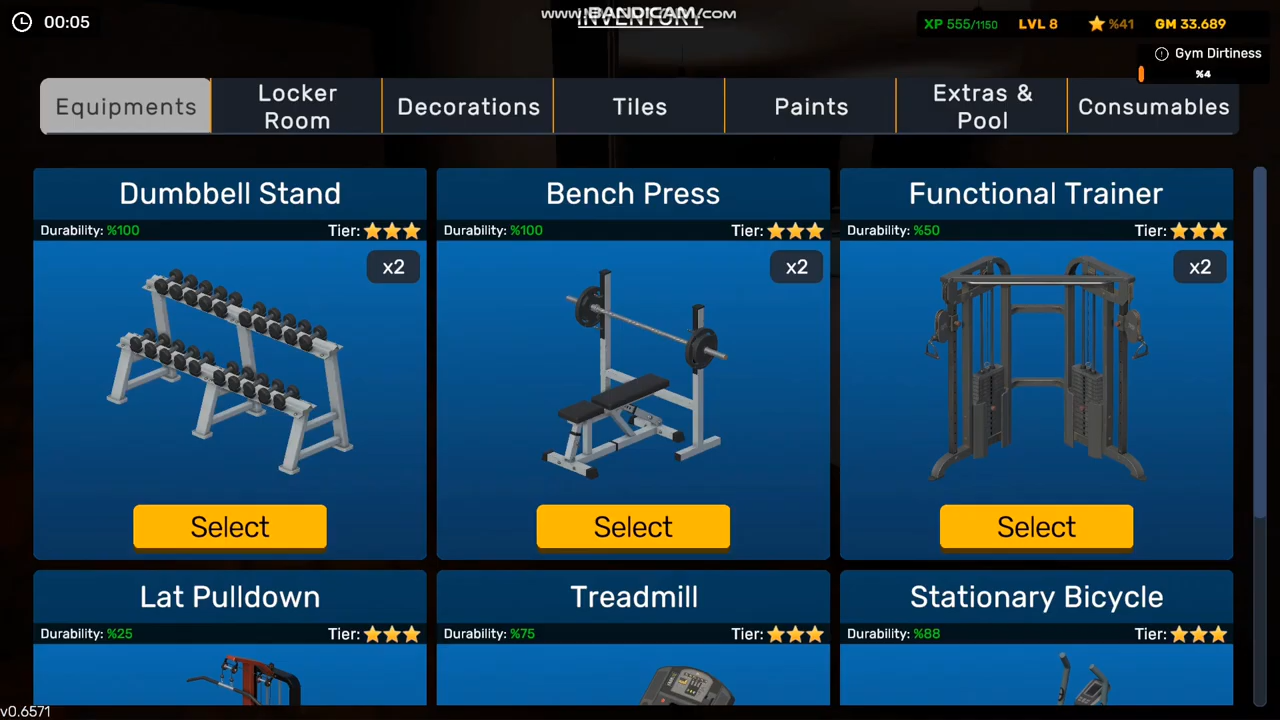 00:05
www.BANDICAM.com
INVENTORY
XP 555/1150 LVL 8 %41 GM 33.689
Gym Dirtiness
%4
Equipments
Locker
Room
Decorations
Tiles
Paints
Extras &
Pool
Consumables
Dumbbell Stand
Durability: %100 Tier:
x2
Select
Bench Press
Durability: %100 Tier:
x2
Select
Functional Trainer
Durability: %50 Tier:
x2
Select
Lat Pulldown
Durability: %25 Tier:
Treadmill
Durability: %75 Tier:
Stationary Bicycle
Durability: %88 Tier:
v0.6571